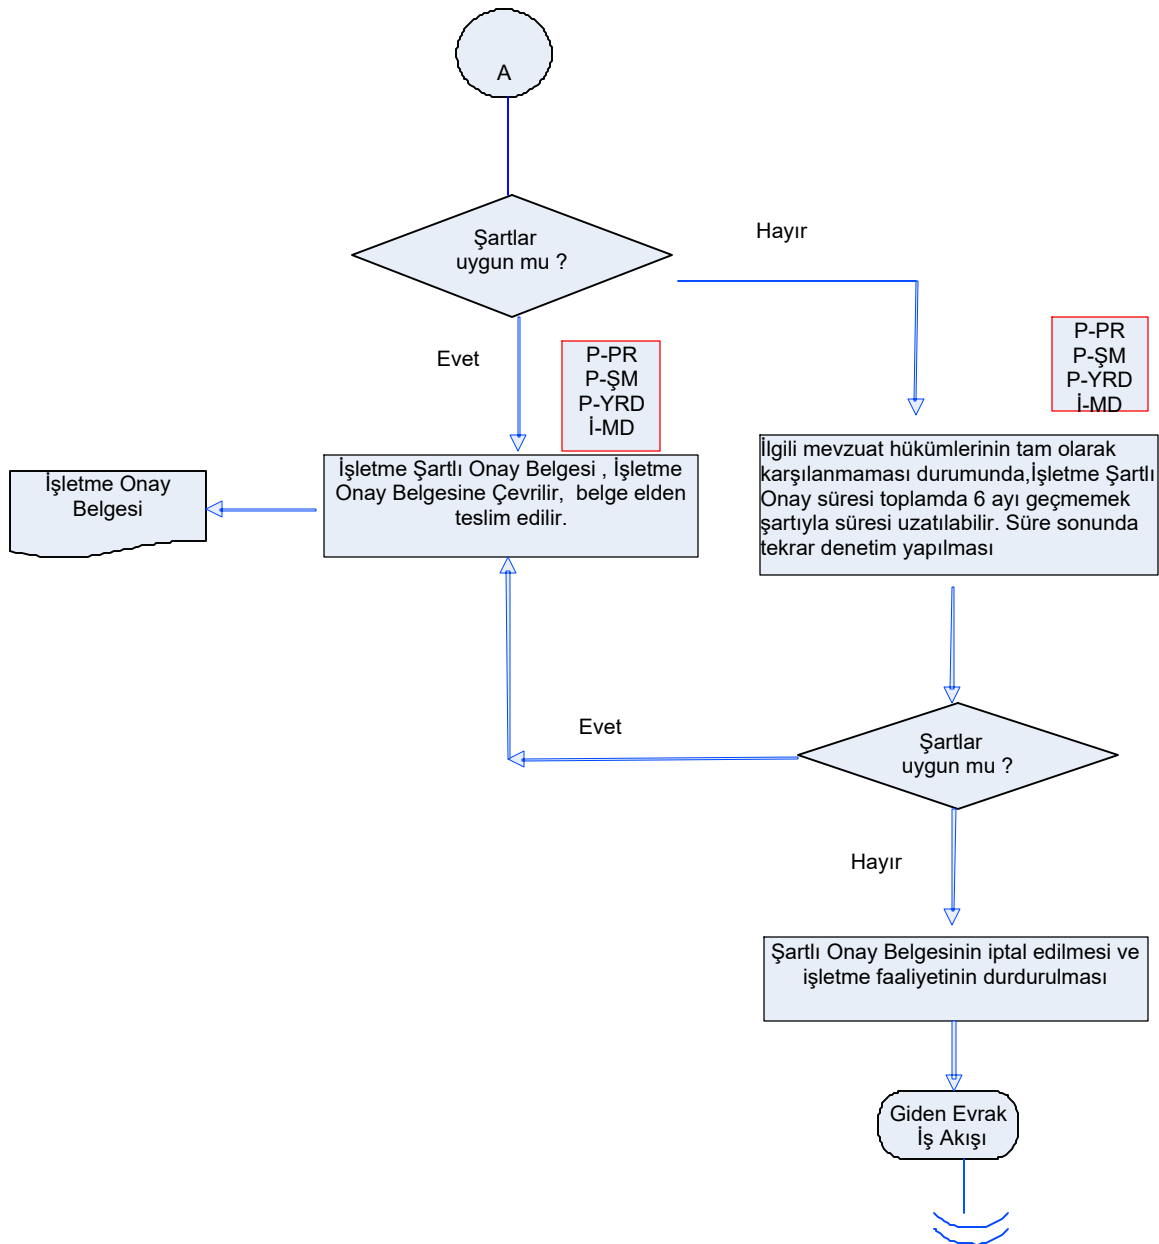 A
Şartlar
uygun mu ?
Hayır
Evet
P-PR
P-ŞM
P-YRD
İ-MD
P-PR
P-ŞM
P-YRD
İ-MD
İşletme Onay
Belgesi
İşletme Şartlı Onay Belgesi , İşletme
Onay Belgesine Çevrilir, belge elden
teslim edilir.
İlgili mevzuat hükümlerinin tam olarak
karşılanmaması durumunda,İşletme Şartlı
Onay süresi toplamda 6 ayı geçmemek
şartıyla süresi uzatılabilir. Süre sonunda
tekrar denetim yapılması
Evet
Şartlar
uygun mu ?
Hayır
Şartlı Onay Belgesinin iptal edilmesi ve
işletme faaliyetinin durdurulması
Giden Evrak
İş Akışı